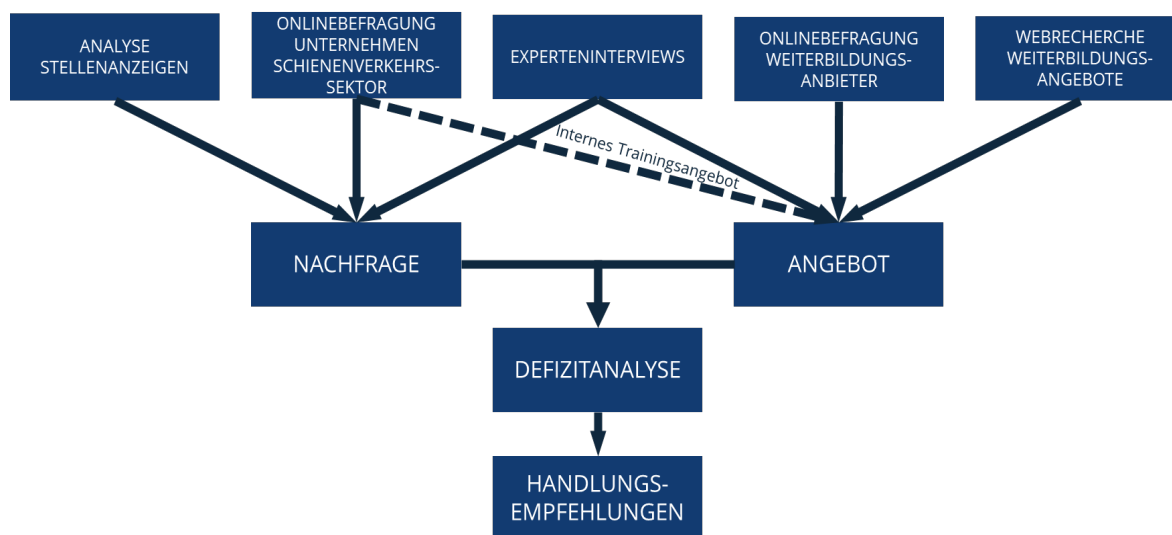 ANALYSE
STELLENANZEIGEN
ONLINEBEFRAGUNG
UNTERNEHMEN
SCHIENENVERKEHRS-
SEKTOR
EXPERTENINTERVIEWS
ONLINEBEFRAGUNG
WEITERBILDUNGS-
ANBIETER
WEBRECHERCHE
WEITERBILDUNGS-
ANGEBOTE
Internes Trainingsangebot
NACHFRAGE
ANGEBOT
DEFIZITANALYSE
HANDLUNGS-
EMPFEHLUNGEN